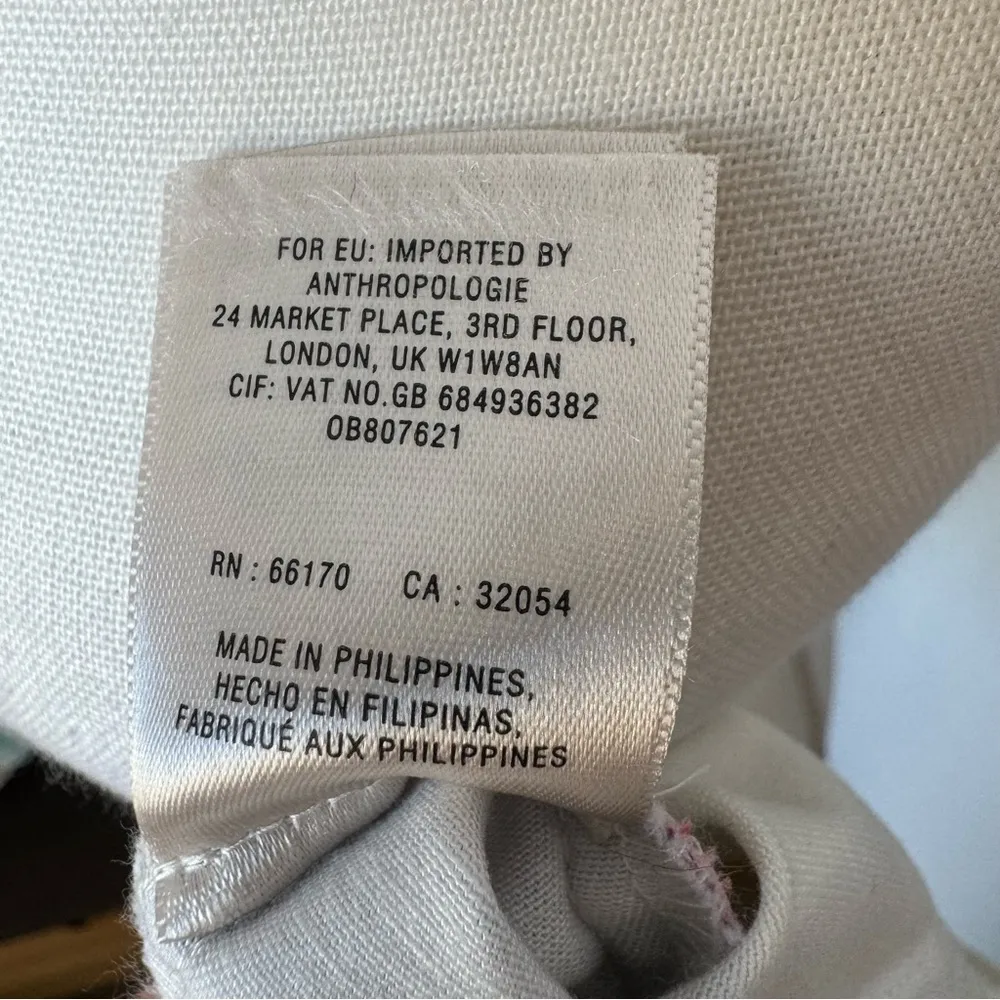 FOR EU: IMPORTED BY
ANTHROPOLOGIE
24 MARKET PLACE, 3RD FLOOR,
LONDON, UK W1W8AN
CIF: VAT NO.GB 684936382
OB807621
RN : 66170 CA : 32054
MADE IN PHILIPPINES,
HECHO EN FILIPINAS,
FABRIQUÉ AUX PHILIPPINES